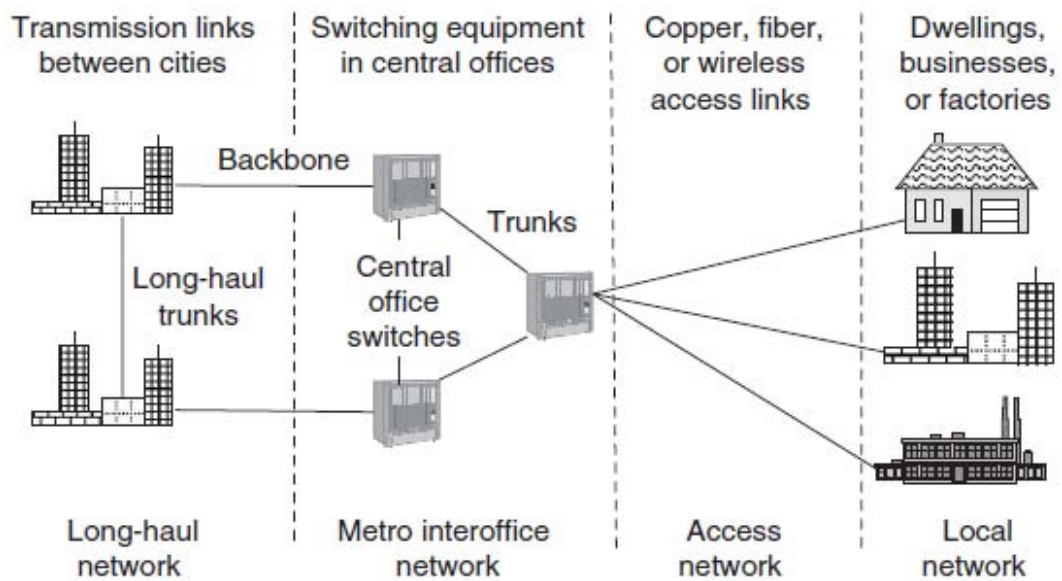 Transmission links
between cities
Switching equipment
in central offices
Copper, fiber,
or wireless
access links
Dwellings,
businesses,
or factories
Backbone
Trunks
Long-haul
trunks
Central
office
switches
Long-haul
network
Metro interoffice
network
Access
network
Local
network